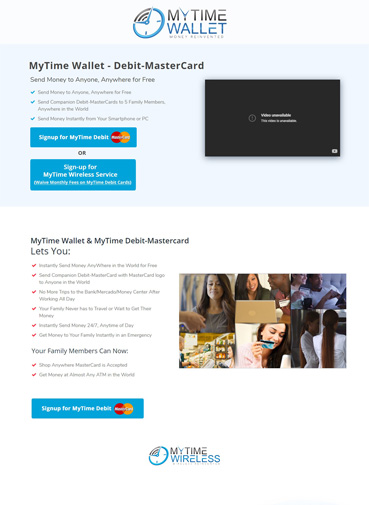 MYTIME
WALLET
MONEY REINVENTED
MyTime Wallet - Debit-MasterCard
Send Money to Anyone, Anywhere for Free
Send Money to Anyone, Anywhere for Free
Send Companion Debit-MasterCards to 5 Family Members,
Anywhere in the World
Send Money Instantly from Your Smartphone or PC
Video unavailable
This video is unavailable.
Signup for MyTime Debit MasterCard
OR
Sign-up for
MyTime Wireless Service
(Waive Monthly Fees on MyTime Debit Cards)
MyTime Wallet & MyTime Debit-Mastercard
Lets You:
Instantly Send Money AnyWhere in the World for Free
Send Companion Debit-MasterCard with MasterCard logo
to Anyone in the World
No More Trips to the Bank/Mercado/Money Center After
Working All Day
Your Family Never has to Travel or Wait to Get Their
Money
Instantly Send Money 24/7, Anytime of Day
Get Money to Your Family Instantly in an Emergency
Your Family Members Can Now:
Shop Anywhere MasterCard is Accepted
Get Money at Almost Any ATM in the World
Signup for MyTime Debit MasterCard
MYTIME
WIRELESS